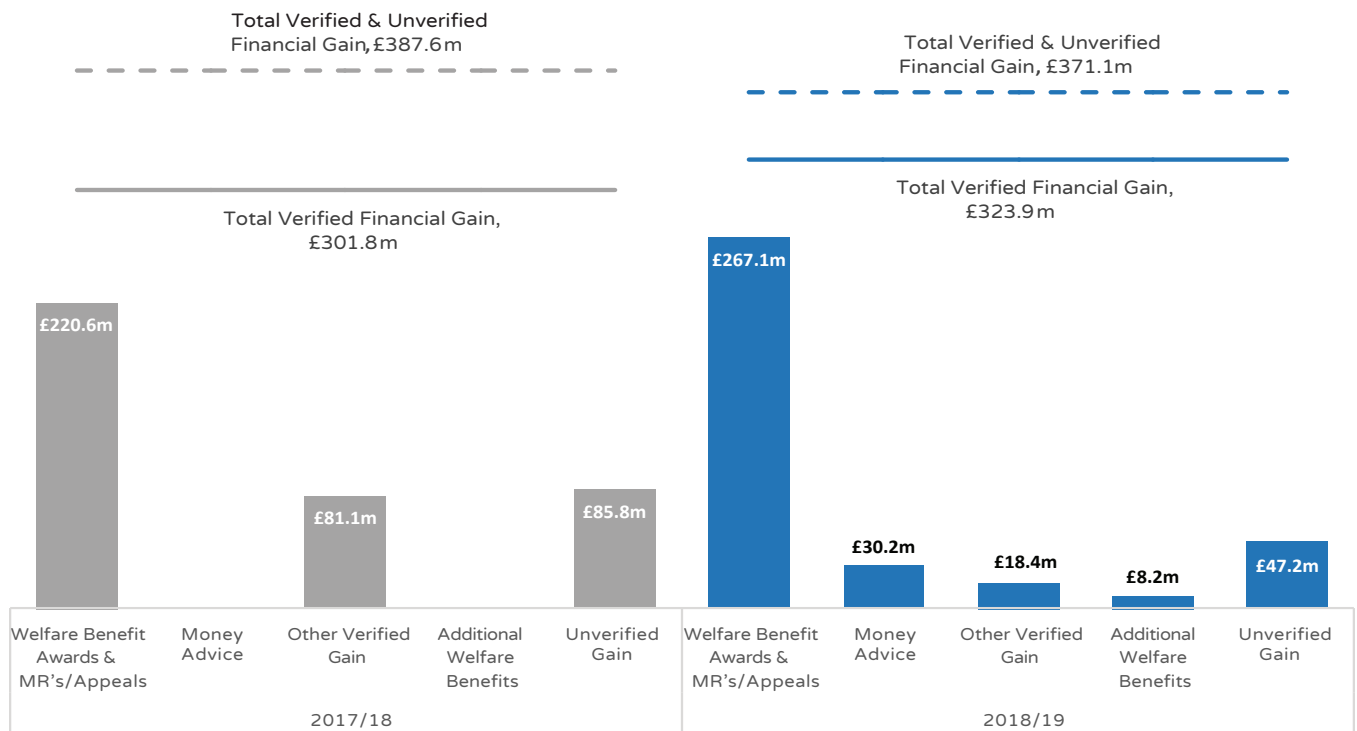 Total Verified & Unverified
Financial Gain, £387.6m
Total Verified & Unverified
Financial Gain, £371.1m
Total Verified Financial Gain,
£301.8m
Total Verified Financial Gain,
£323.9m
£220.6m
£81.1m
£85.8m
£267.1m
£30.2m
£18.4m
£8.2m
£47.2m
Welfare Benefit
Awards &
MR's/Appeals
Money
Advice
Other Verified
Gain
Additional
Welfare
Benefits
Unverified
Gain
Welfare Benefit
Awards &
MR's/Appeals
Money
Advice
Other Verified
Gain
Additional
Welfare
Benefits
Unverified
Gain
2017/18
2018/19